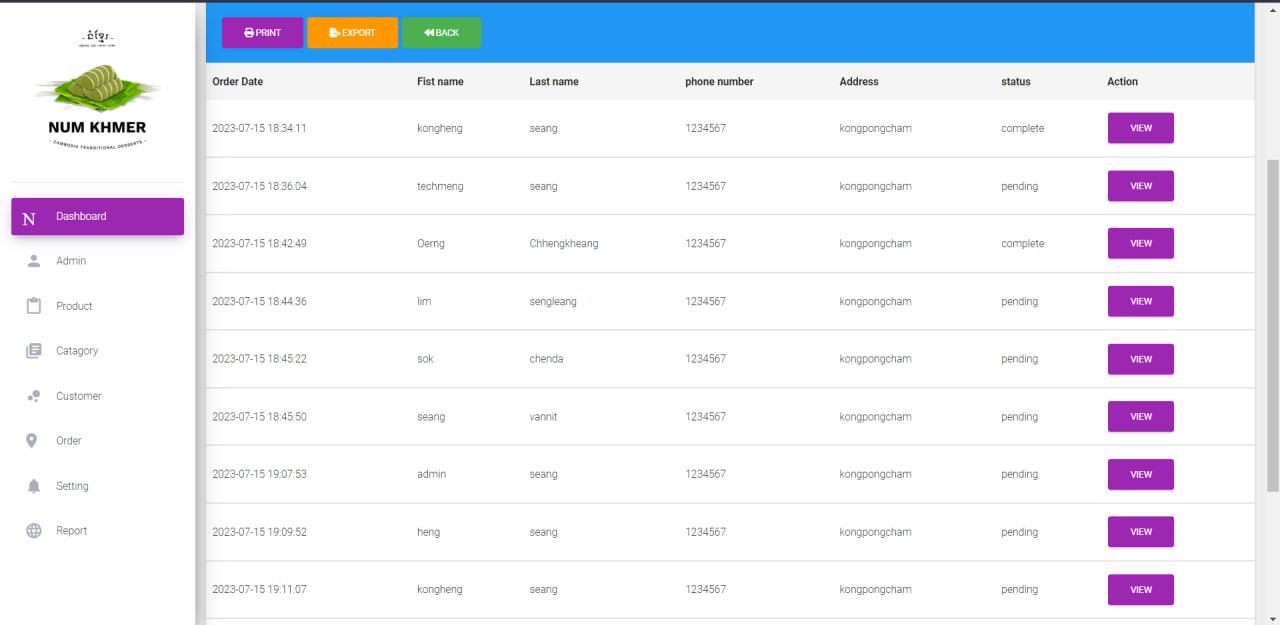 NUM KHMER
- CAMBODIA TRADITIONAL DESSERTS -
N Dashboard
Admin
Product
Catagory
Customer
Order
Setting
Report
PRINT EXPORT BACK
Order Date Fist name Last name phone number Address status Action
2023-07-15 18:34:11 kongheng seang 1234567 kongpongcham complete VIEW
2023-07-15 18:36:04 techmeng seang 1234567 kongpongcham pending VIEW
2023-07-15 18:42:49 Oerng Chhengkheang 1234567 kongpongcham complete VIEW
2023-07-15 18:44:36 lim sengleang 1234567 kongpongcham pending VIEW
2023-07-15 18:45:22 sok chenda 1234567 kongpongcham pending VIEW
2023-07-15 18:45:50 seang vannit 1234567 kongpongcham pending VIEW
2023-07-15 19:07:53 admin seang 1234567 kongpongcham pending VIEW
2023-07-15 19:09:52 heng seang 1234567 kongpongcham pending VIEW
2023-07-15 19:11:07 kongheng seang 1234567 kongpongcham pending VIEW